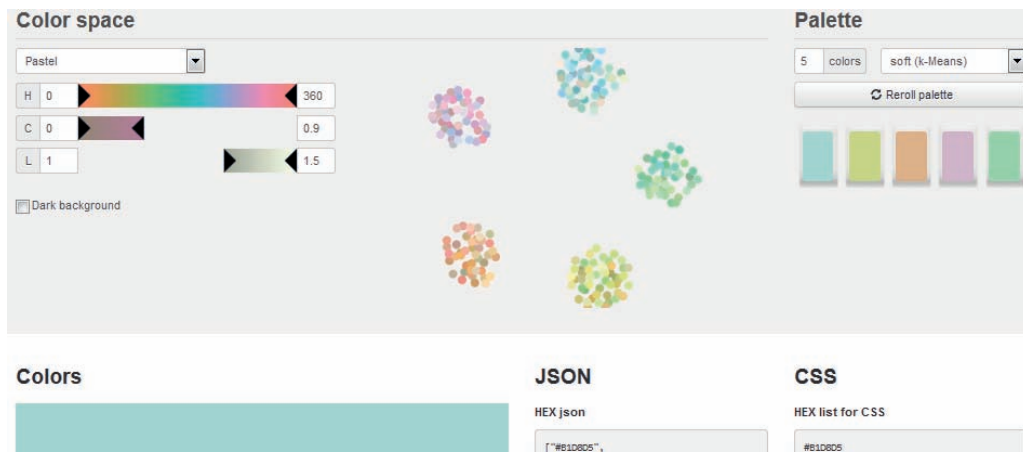 Color space
Palette
Pastel
5 colors soft (k-Means)
H 0 360
Reroll palette
C 0 0.9
L 1 1.5
Dark background
Colors
JSON
CSS
HEX json
HEX list for CSS
["#B1D8D5",
#B1D8D5